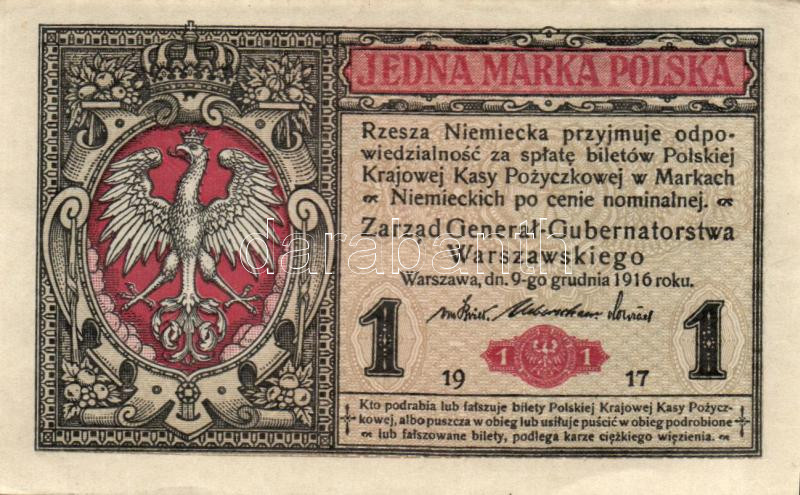 JEDNA MARKA POLSKA
Rzesza Niemiecka przyjmuje odpo-
wiedzialność za spłatę biletów Polskiej
Krajowej Kasy Pożyczkowej w Markach
Niemieckich po cenie nominalnej.
Zarząd Generał-Gubernatorstwa
Warszawskiego
Warszawa, dn. 9-go grudnia 1916 roku.
1 1
1 1
19 17
Kto podrabia lub fałszuje bilety Polskiej Krajowej Kasy Pożycz-
kowej, albo puszcza w obieg lub usiłuje puścić w obieg podrobione
lub fałszowane bilety, podlega karze ciężkiego więzienia.
darabanth